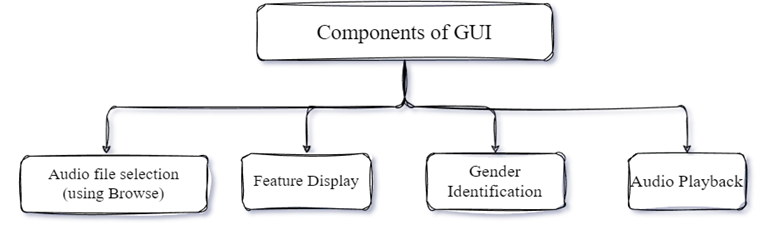 Components of GUI
Audio file selection
(using Browse)
Feature Display
Gender
Identification
Audio Playback